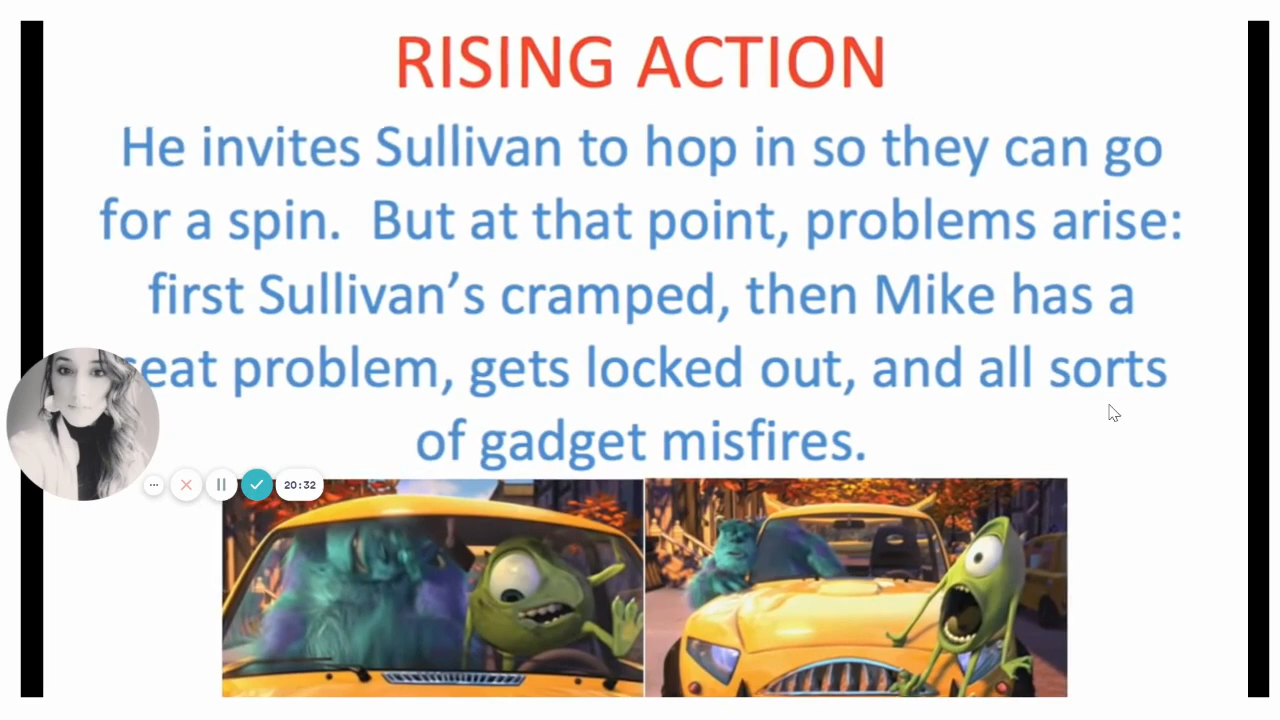 RISING ACTION
He invites Sullivan to hop in so they can go
for a spin.  But at that point, problems arise:
first Sullivan’s cramped, then Mike has a
seat problem, gets locked out, and all sorts
of gadget misfires.
20:32